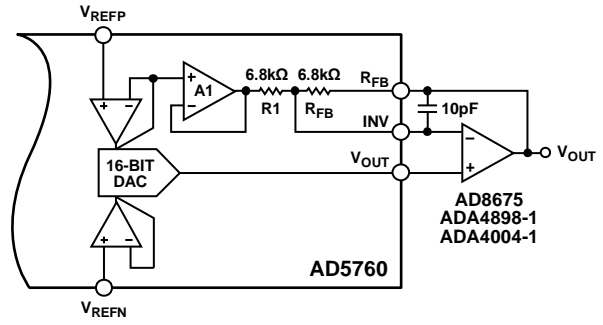 VREFP
6.8kΩ 6.8kΩ
A1
R1 RFB
RFB
10pF
INV
16-BIT
DAC
VOUT
VOUT
AD8675
ADA4898-1
ADA4004-1
AD5760
VREFN
+ −
+
−
−
+
+ −